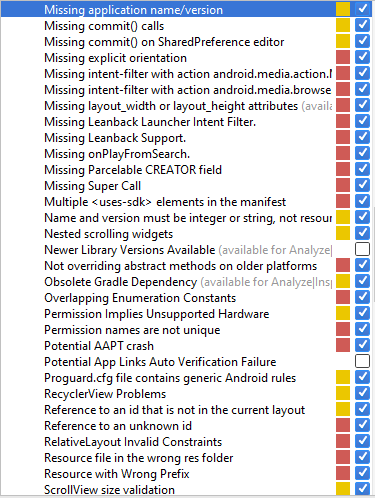 Missing application name/version
Missing commit() calls
Missing commit() on SharedPreference editor
Missing explicit orientation
Missing intent-filter with action android.media.action.M
Missing intent-filter with action android.media.browse
Missing layout_width or layout_height attributes (availa
Missing Leanback Launcher Intent Filter.
Missing Leanback Support.
Missing onPlayFromSearch.
Missing Parcelable CREATOR field
Missing Super Call
Multiple <uses-sdk> elements in the manifest
Name and version must be integer or string, not resour
Nested scrolling widgets
Newer Library Versions Available (available for Analyze|
Not overriding abstract methods on older platforms
Obsolete Gradle Dependency (available for Analyze|Ins
Overlapping Enumeration Constants
Permission Implies Unsupported Hardware
Permission names are not unique
Potential AAPT crash
Potential App Links Auto Verification Failure
Proguard.cfg file contains generic Android rules
RecyclerView Problems
Reference to an id that is not in the current layout
Reference to an unknown id
RelativeLayout Invalid Constraints
Resource file in the wrong res folder
Resource with Wrong Prefix
ScrollView size validation